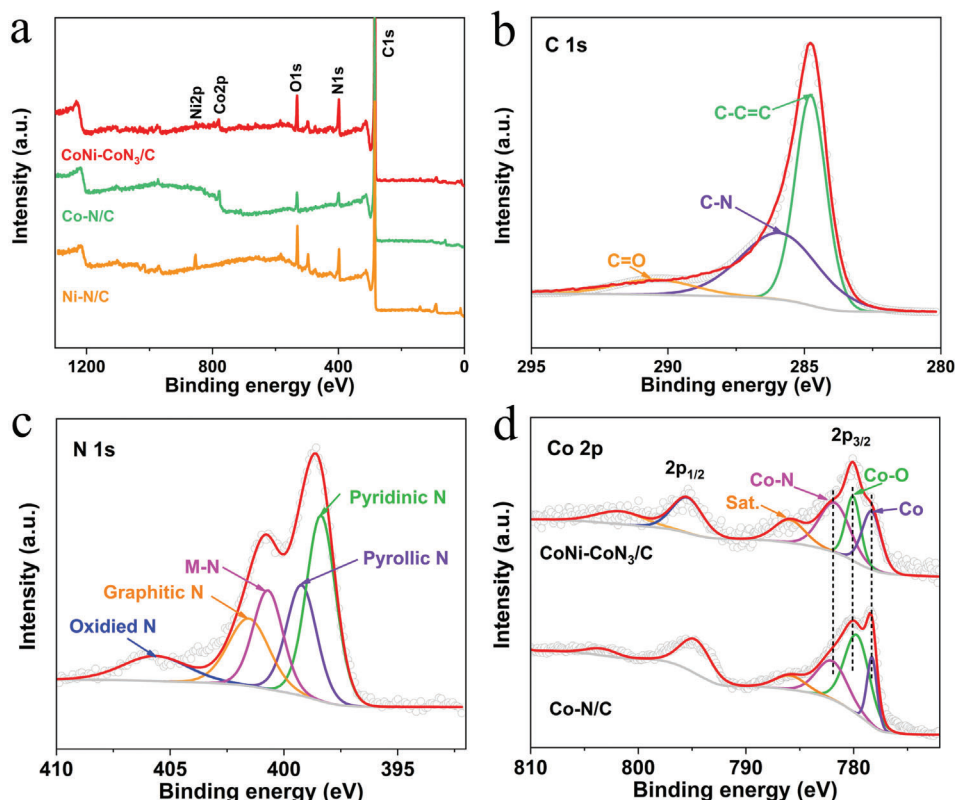 a
Intensity (a.u.)
Ni2p
Co2p
O1s
N1s
C1s
CoNi-CoN₃/C
Co-N/C
Ni-N/C
1200
800
400
0
Binding energy (eV)
b
C 1s
Intensity (a.u.)
C-C=C
C-N
C=O
295
290
285
280
Binding energy (eV)
c
N 1s
Intensity (a.u.)
Pyridinic N
M-N
Pyrollic N
Graphitic N
Oxidied N
410
405
400
395
Binding energy (eV)
d
Co 2p
Intensity (a.u.)
2p₃/₂
2p₁/₂
Co-N
Co-O
Sat.
Co
CoNi-CoN₃/C
Co-N/C
810
800
790
780
Binding energy (eV)